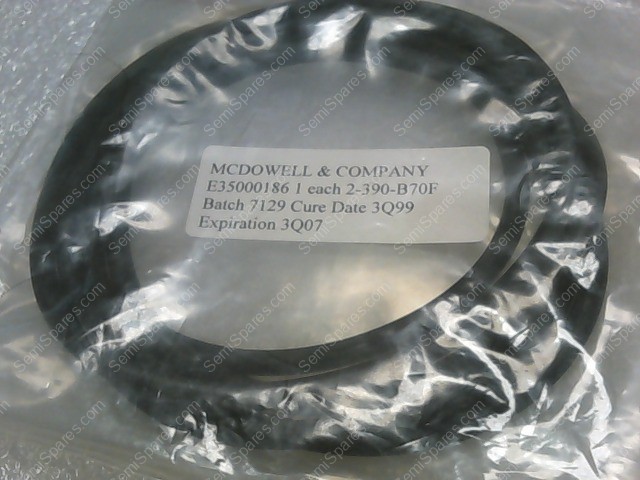 MCDOWELL & COMPANY
E35000186 1 each 2-390-B70F
Batch 7129 Cure Date 3Q99
Expiration 3Q07
SemiSpares.com